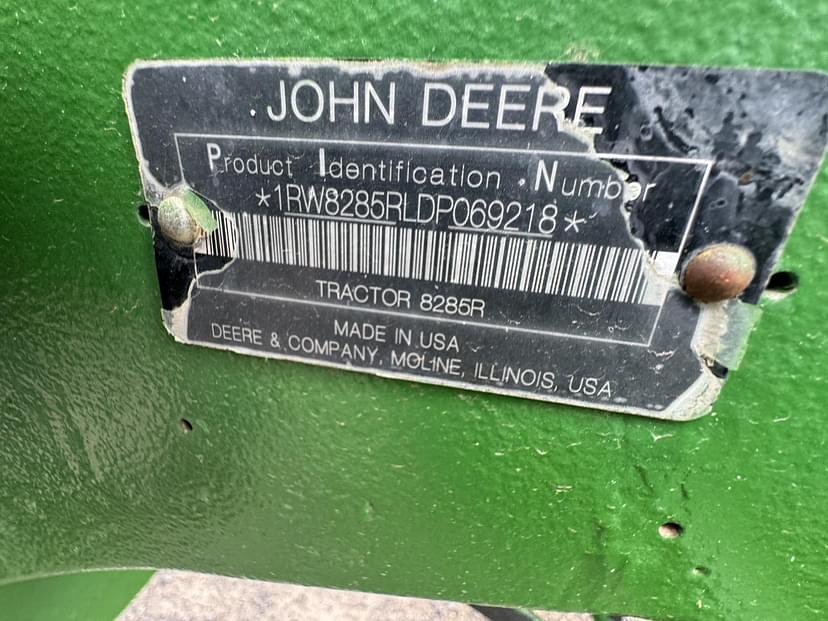 JOHN DEERE
Product Identification Number
*1RW8285RLDP069218*
TRACTOR 8285R
MADE IN USA
DEERE & COMPANY, MOLINE, ILLINOIS, USA